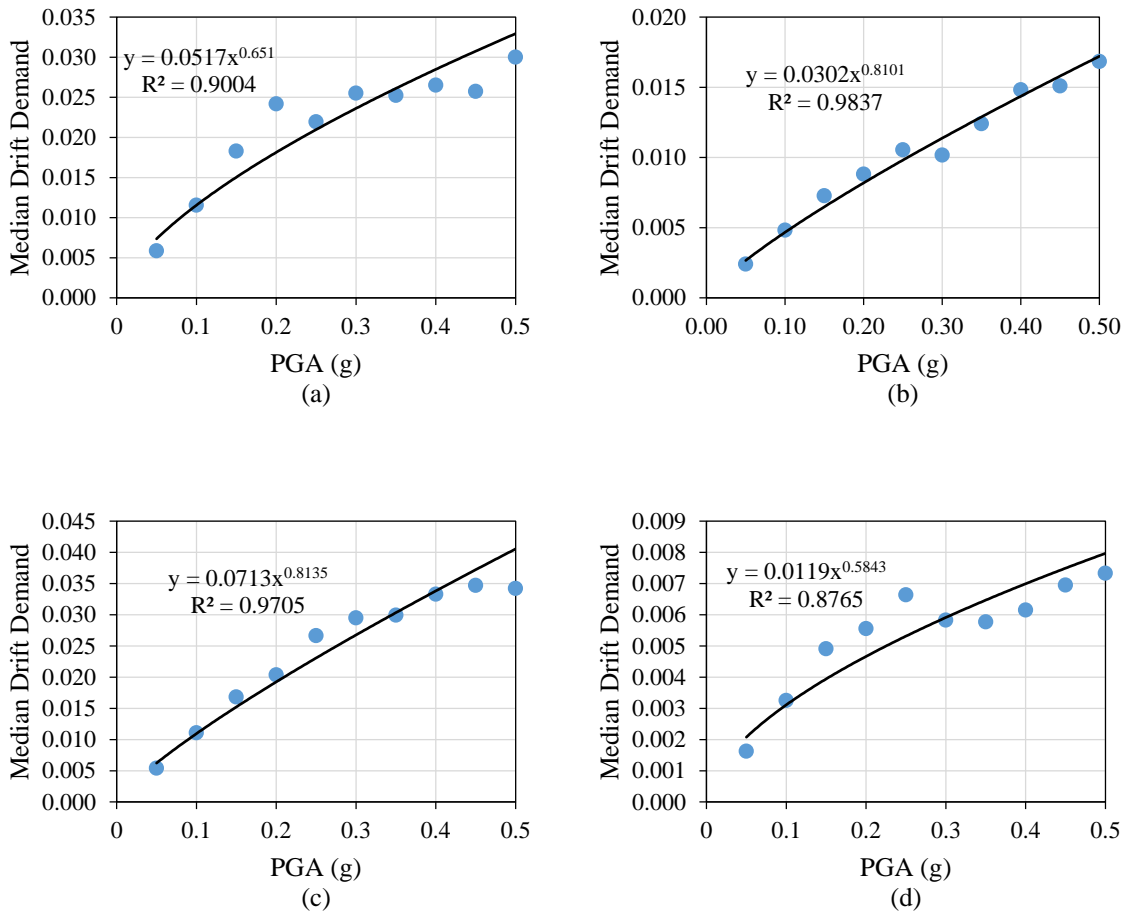 0.035
0.030
0.025
0.020
0.015
0.010
0.005
0.000
Median Drift Demand
y = 0.0517x^0.651
R² = 0.9004
0
0.1
0.2
0.3
0.4
0.5
PGA (g)
(a)
0.020
0.015
0.010
0.005
0.000
Median Drift Demand
y = 0.0302x^0.8101
R² = 0.9837
0.00
0.10
0.20
0.30
0.40
0.50
PGA (g)
(b)
0.045
0.040
0.035
0.030
0.025
0.020
0.015
0.010
0.005
0.000
Median Drift Demand
y = 0.0713x^0.8135
R² = 0.9705
0
0.1
0.2
0.3
0.4
0.5
PGA (g)
(c)
0.009
0.008
0.007
0.006
0.005
0.004
0.003
0.002
0.001
0.000
Median Drift Demand
y = 0.0119x^0.5843
R² = 0.8765
0
0.1
0.2
0.3
0.4
0.5
PGA (g)
(d)